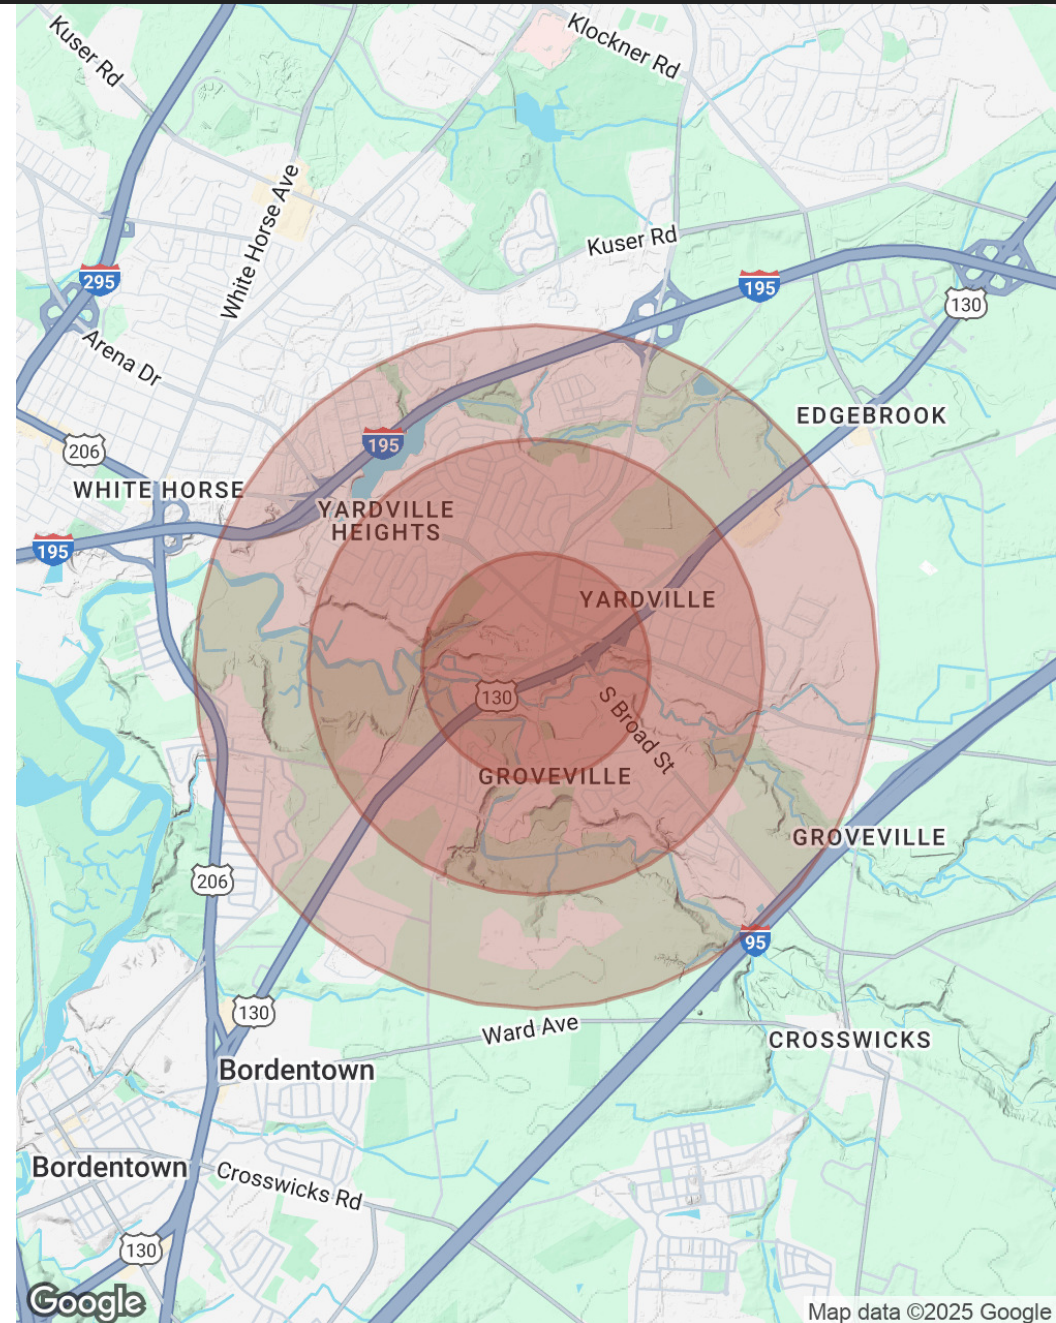 Kuser Rd
Klockner Rd
White Horse Ave
Kuser Rd
295
195
130
Arena Dr
EDGEBROOK
206
195
WHITE HORSE
YARDVILLE
HEIGHTS
195
YARDVILLE
130
S Broad St
GROVEVILLE
GROVEVILLE
206
95
130
Ward Ave
CROSSWICKS
Bordentown
Bordentown
Crosswicks Rd
130
Google
Map data ©2025 Google